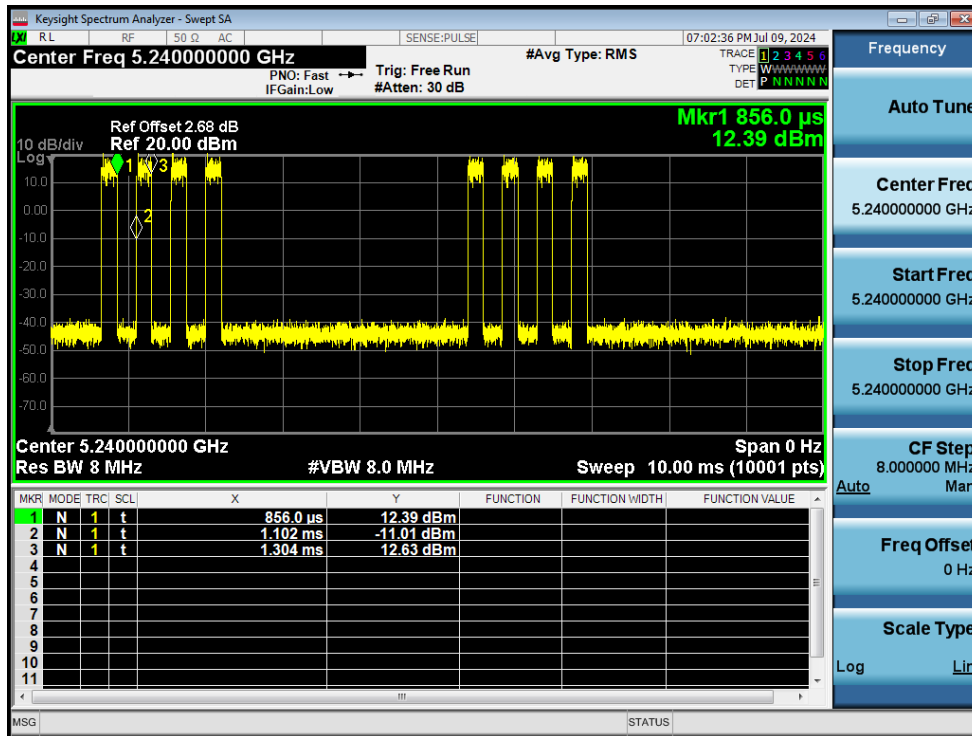 Keysight Spectrum Analyzer - Swept SA
LXI RL RF 50 Ω AC SENSE:PULSE 07:02:36 PM Jul 09, 2024
Center Freq 5.240000000 GHz
PNO: Fast
IFGain:Low
Trig: Free Run
#Atten: 30 dB
#Avg Type: RMS
TRACE 1 2 3 4 5 6
TYPE WWWWWW
DET P N N N N N
Mkr1 856.0 µs
12.39 dBm
Ref Offset 2.68 dB
10 dB/div Ref 20.00 dBm
Log
1
3
2
10.0
0.00
-10.0
-20.0
-30.0
-40.0
-50.0
-60.0
-70.0
Center 5.240000000 GHz Span 0 Hz
Res BW 8 MHz #VBW 8.0 MHz Sweep 10.00 ms (10001 pts)
MKR MODE TRC SCL X Y FUNCTION FUNCTION WIDTH FUNCTION VALUE
1 N 1 t 856.0 µs 12.39 dBm
2 N 1 t 1.102 ms -11.01 dBm
3 N 1 t 1.304 ms 12.63 dBm
4
5
6
7
8
9
10
11
MSG STATUS
Frequency
Auto Tune
Center Freq
5.240000000 GHz
Start Freq
5.240000000 GHz
Stop Freq
5.240000000 GHz
CF Step
8.000000 MHz
Auto Man
Freq Offset
0 Hz
Scale Type
Log Lin